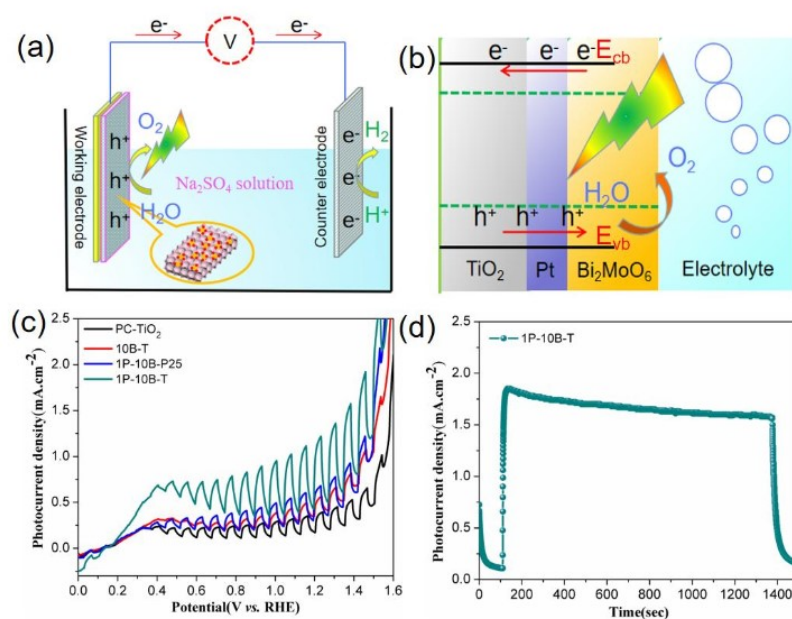 (a)
e-
V
e-
Working electrode
h+
h+
h+
O2
H2O
Na2SO4 solution
Counter electrode
e-
e-
e-
H2
H+
(b)
e- e- e- Ecb
H2O
O2
h+ h+ h+
Evb
TiO2 Pt Bi2MoO6 Electrolyte
(c)
PC-TiO2
10B-T
1P-10B-P25
1P-10B-T
Photocurrent density(mA.cm-2)
2.5
2.0
1.5
1.0
0.5
0.0
0.0 0.2 0.4 0.6 0.8 1.0 1.2 1.4 1.6
Potential(V vs. RHE)
(d)
1P-10B-T
Photocurrent density(mA.cm-2)
2.5
2.0
1.5
1.0
0.5
0.0
0 200 400 600 800 1000 1200 1400
Time(sec)